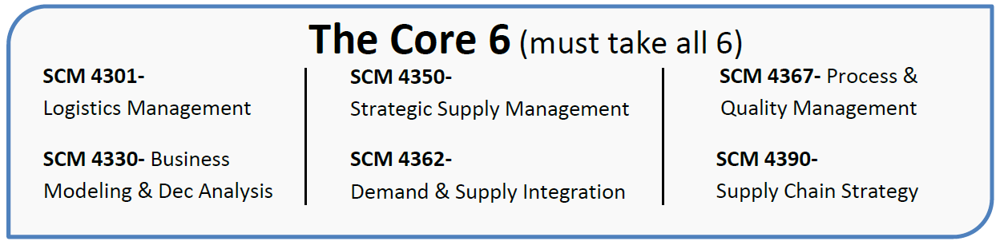 The Core 6 (must take all 6)
SCM 4301-
Logistics Management
SCM 4330- Business
Modeling & Dec Analysis
SCM 4350-
Strategic Supply Management
SCM 4362-
Demand & Supply Integration
SCM 4367- Process &
Quality Management
SCM 4390-
Supply Chain Strategy